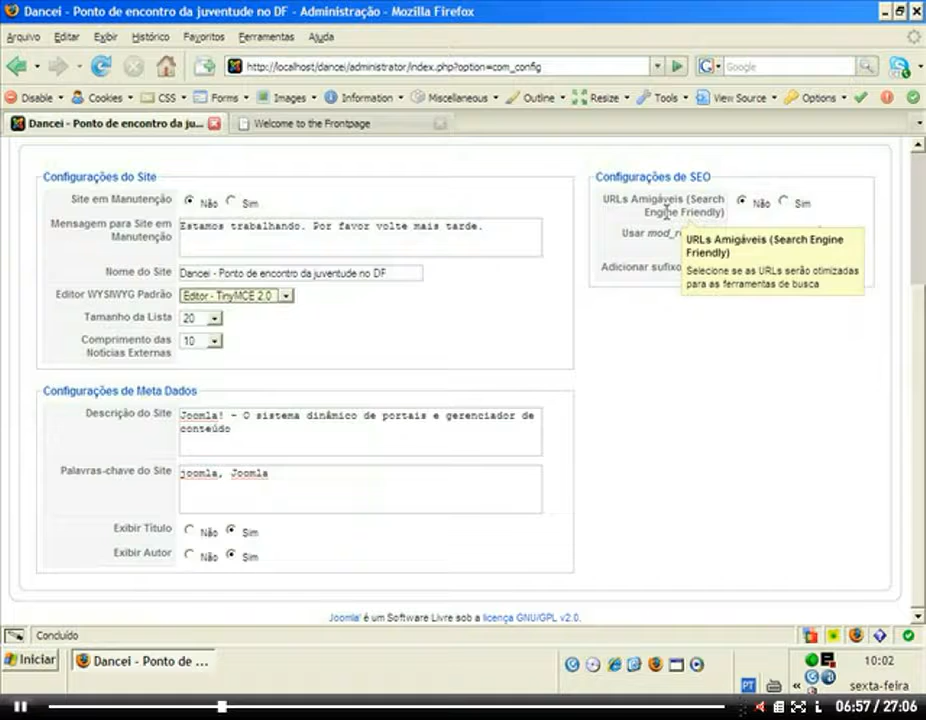 Dancei - Ponto de encontro da juventude no DF - Administração - Mozilla Firefox
Arquivo Editar Exibir Histórico Favoritos Ferramentas Ajuda
http://localhost/dancei/administrator/index.php?option=com_config
Google
Disable Cookies CSS Forms Images Information Miscellaneous Outline Resize Tools View Source Options
Dancei - Ponto de encontro da ju...
Welcome to the Frontpage
Configurações do Site
Site em Manutenção Não Sim
Mensagem para Site em Manutenção
Estamos trabalhando. Por favor volte mais tarde.
Nome do Site Dancei - Ponto de encontro da juventude no DF
Editor WYSIWYG Padrão Editor - TinyMCE 2.0
Tamanho da Lista 20
Comprimento das Notícias Externas 10
Configurações de Meta Dados
Descrição do Site
Joomla! - O sistema dinâmico de portais e gerenciador de
conteúdo
Palavras-chave do Site joomla, Joomla
Exibir Título Não Sim
Exibir Autor Não Sim
Configurações de SEO
URLs Amigáveis (Search
Engine Friendly)
Não Sim
Usar
Adicionar sufixo
URLs Amigáveis (Search Engine
Friendly)
Selecione se as URLs serão otimizadas
para as ferramentas de busca
Joomla! é um Software Livre sob a licença GNU/GPL v2.0.
Concluído
Iniciar
Dancei - Ponto de ...
PT
10:02
sexta-feira
06:57 / 27:06